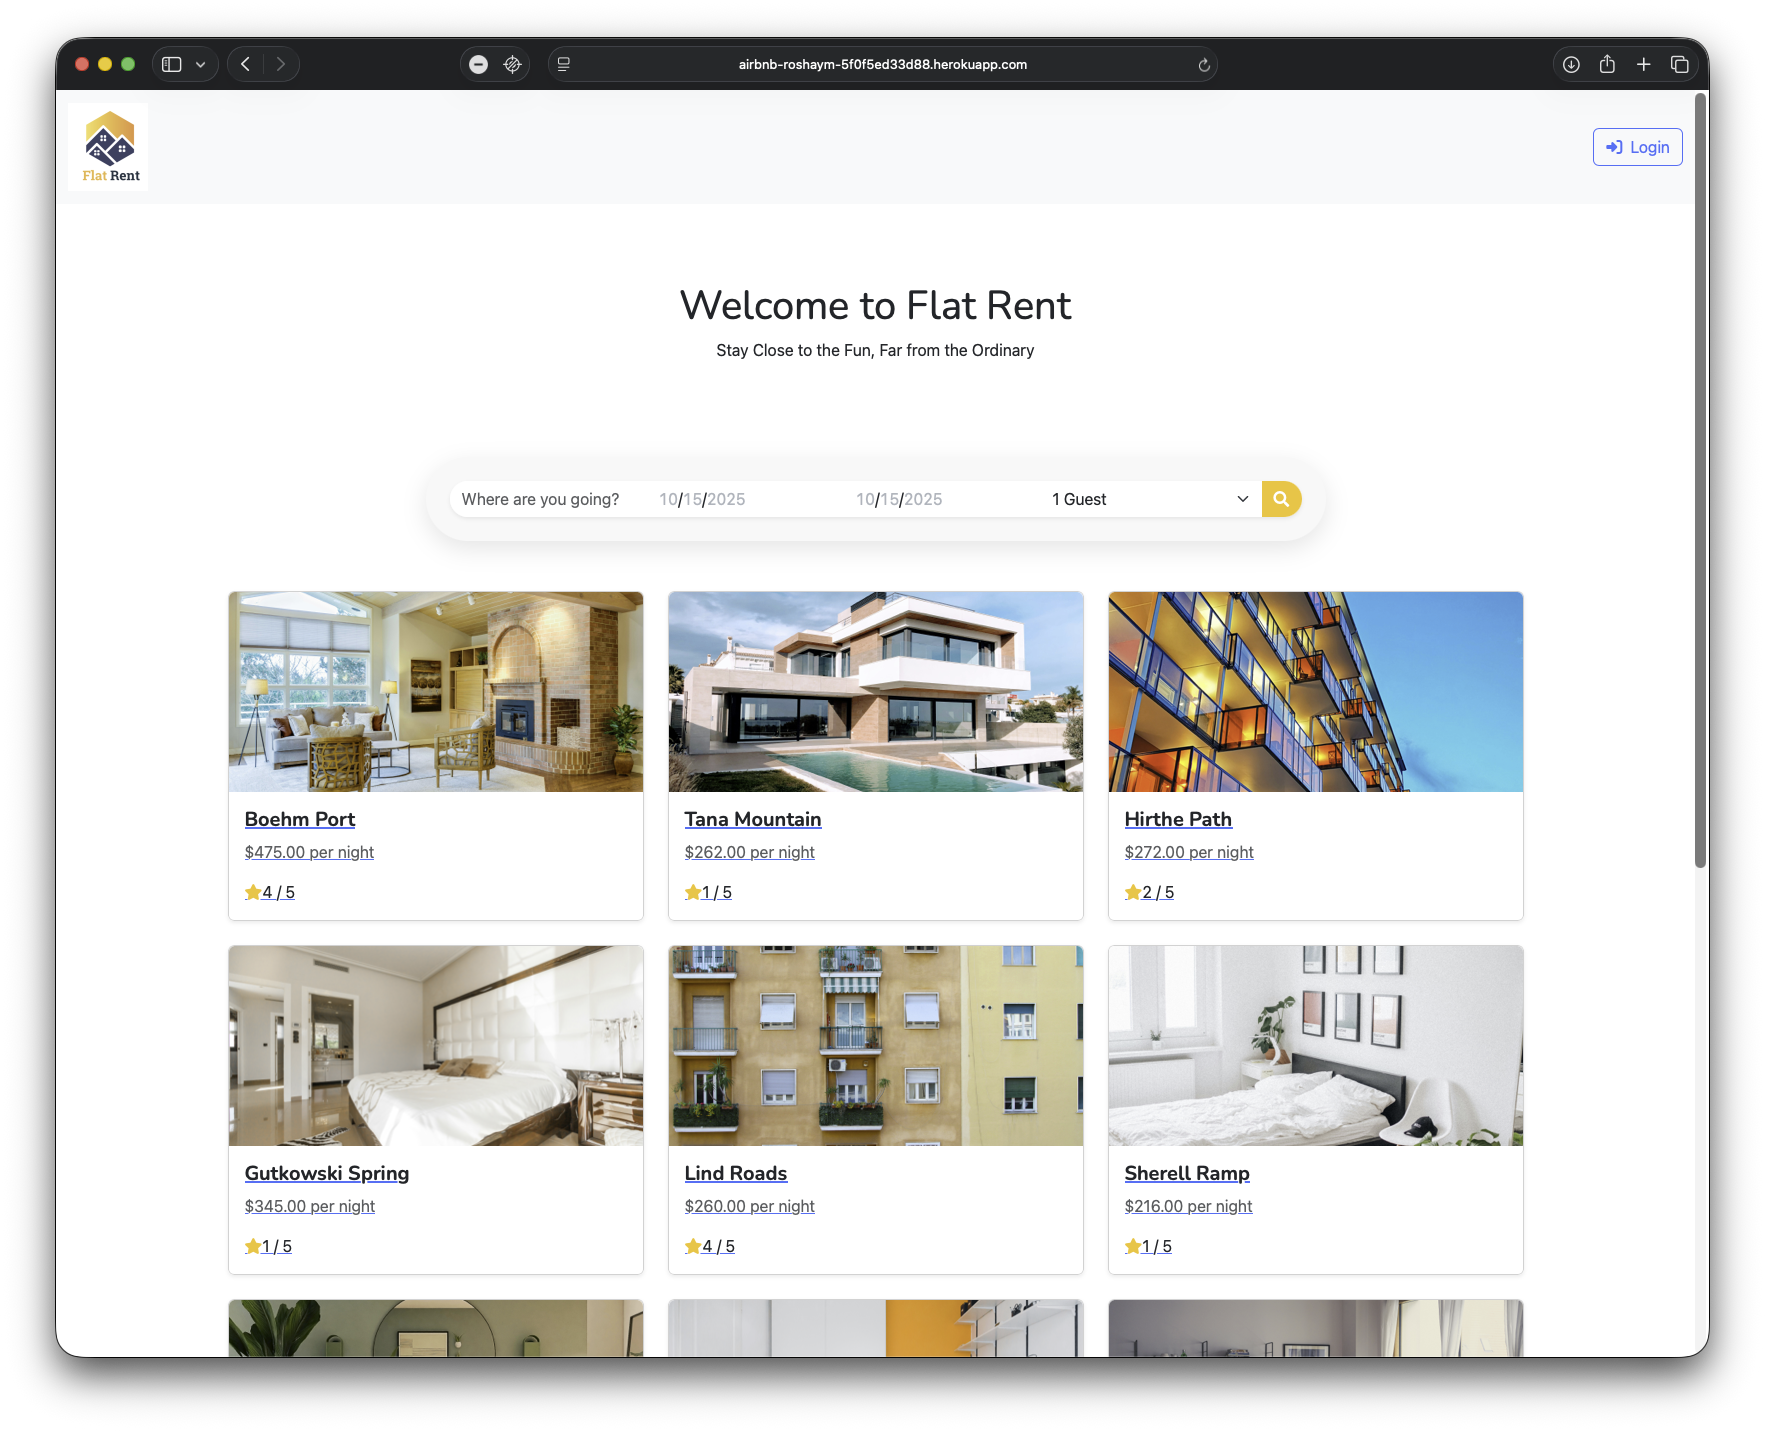 airbnb-roshaym-5f0f5ed33d88.herokuapp.com
Flat Rent
Login
Welcome to Flat Rent
Stay Close to the Fun, Far from the Ordinary
Where are you going? 10/15/2025 10/15/2025 1 Guest
Boehm Port
$475.00 per night
4 / 5
Tana Mountain
$262.00 per night
1 / 5
Hirthe Path
$272.00 per night
2 / 5
Gutkowski Spring
$345.00 per night
1 / 5
Lind Roads
$260.00 per night
4 / 5
Sherell Ramp
$216.00 per night
1 / 5